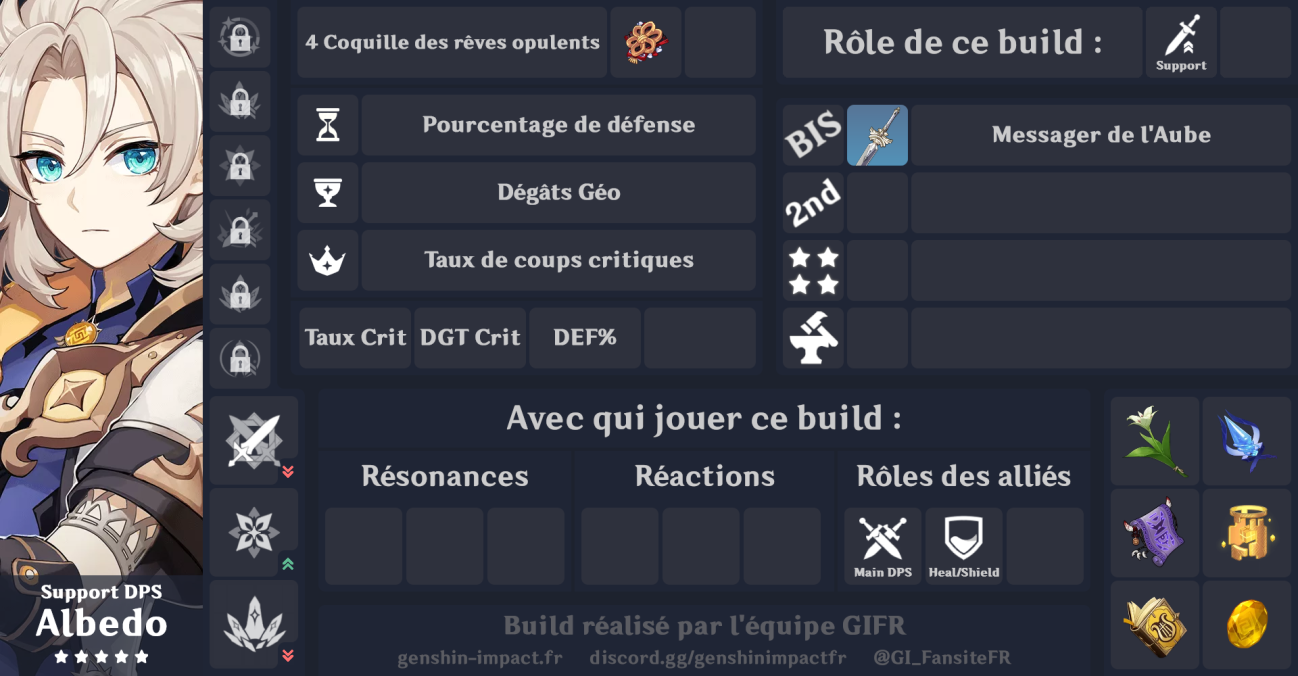 4 Coquille des rêves opulents
Rôle de ce build :
Support
Pourcentage de défense
BIS
Messager de l'Aube
Dégâts Géo
2nd
Taux de coups critiques
Taux Crit
DGT Crit
DEF%
Avec qui jouer ce build :
Résonances
Réactions
Rôles des alliés
Main DPS
Heal/Shield
Support DPS
Albedo
Build réalisé par l'équipe GIFR
genshin-impact.fr
discord.gg/genshinimpactfr
@GI_FansiteFR